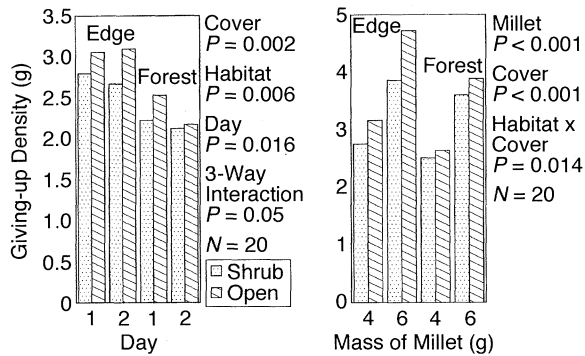 Giving-up Density (g)
3.5
3.0
2.5
2.0
1.5
1.0
0.5
0
Edge
Forest
1 2 1 2
Day
Cover
P = 0.002
Habitat
P = 0.006
Day
P = 0.016
3-Way
Interaction
P = 0.05
N = 20
Shrub
Open
5
4
3
2
1
0
Edge
Forest
4 6 4 6
Mass of Millet (g)
Millet
P < 0.001
Cover
P < 0.001
Habitat x
Cover
P = 0.014
N = 20